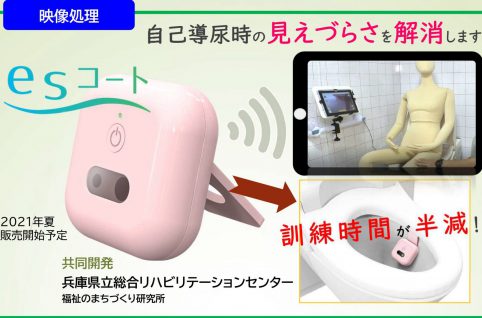 映像処理
自己導尿時の見えづらさを解消します
esコート
訓練時間が半減!
2021年夏
販売開始予定
共同開発
兵庫県立総合リハビリテーションセンター
福祉のまちづくり研究所